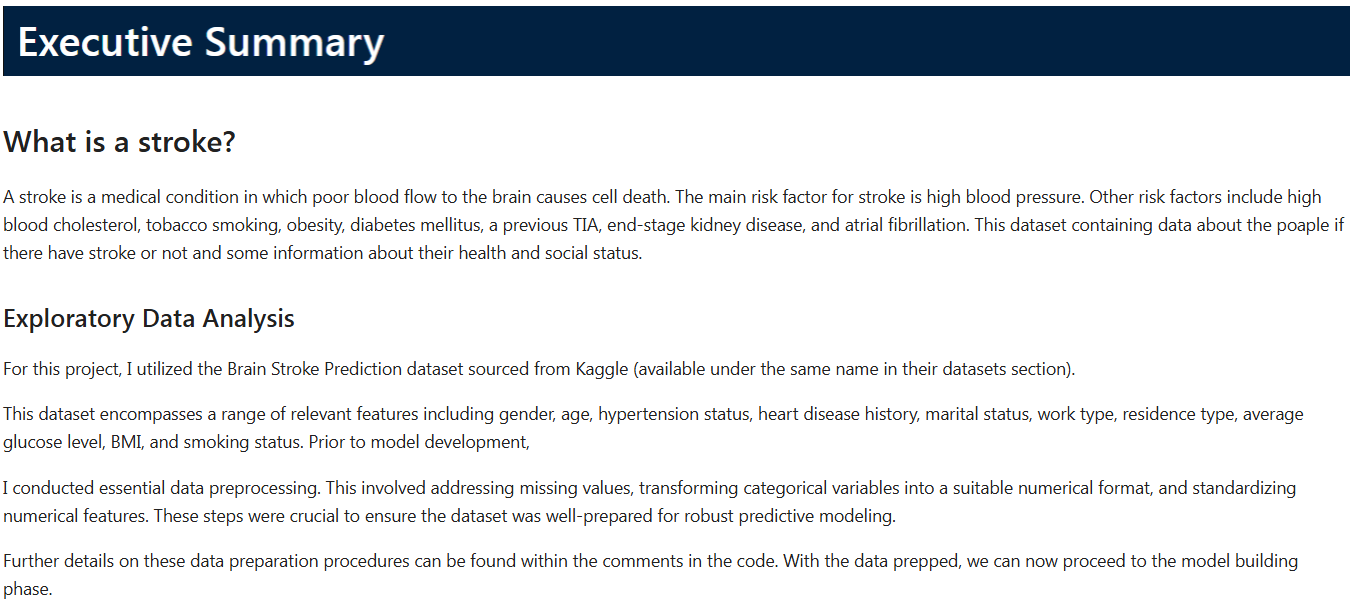 Executive Summary
What is a stroke?
A stroke is a medical condition in which poor blood flow to the brain causes cell death. The main risk factor for stroke is high blood pressure. Other risk factors include high
blood cholesterol, tobacco smoking, obesity, diabetes mellitus, a previous TIA, end-stage kidney disease, and atrial fibrillation. This dataset containing data about the poaple if
there have stroke or not and some information about their health and social status.
Exploratory Data Analysis
For this project, I utilized the Brain Stroke Prediction dataset sourced from Kaggle (available under the same name in their datasets section).
This dataset encompasses a range of relevant features including gender, age, hypertension status, heart disease history, marital status, work type, residence type, average
glucose level, BMI, and smoking status. Prior to model development,
I conducted essential data preprocessing. This involved addressing missing values, transforming categorical variables into a suitable numerical format, and standardizing
numerical features. These steps were crucial to ensure the dataset was well-prepared for robust predictive modeling.
Further details on these data preparation procedures can be found within the comments in the code. With the data prepped, we can now proceed to the model building
phase.